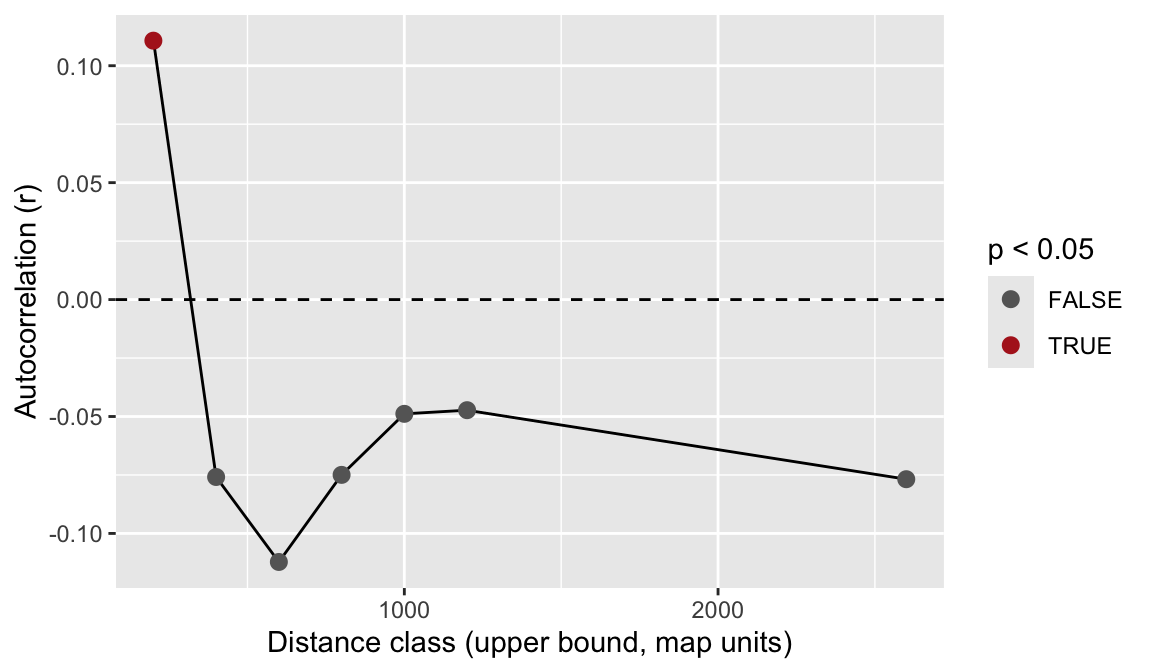 Autocorrelation (r)
0.10
0.05
0.00
-0.05
-0.10
1000 2000
Distance class (upper bound, map units)
p < 0.05
FALSE
TRUE